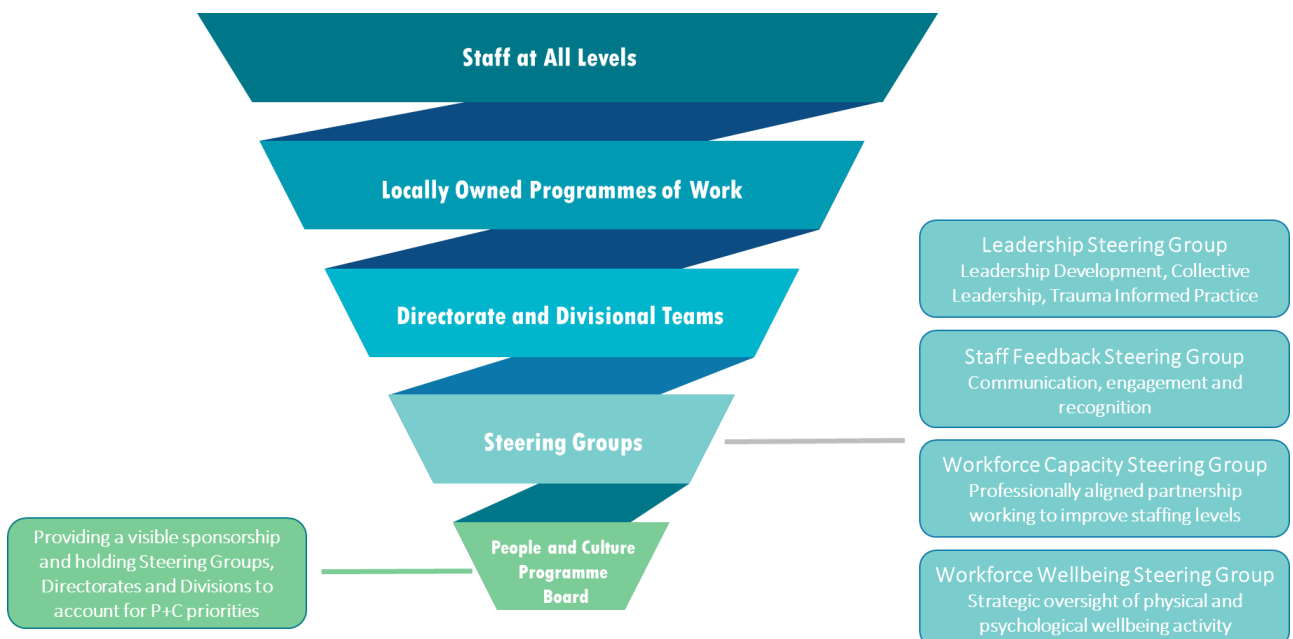 Staff at All Levels
Locally Owned Programmes of Work
Directorate and Divisional Teams
Steering Groups
People and Culture
Programme
Board
Providing a visible sponsorship
and holding Steering Groups,
Directorates and Divisions to
account for P+C priorities
Leadership Steering Group
Leadership Development, Collective
Leadership, Trauma Informed Practice
Staff Feedback Steering Group
Communication, engagement and
recognition
Workforce Capacity Steering Group
Professionally aligned partnership
working to improve staffing levels
Workforce Wellbeing Steering Group
Strategic oversight of physical and
psychological wellbeing activity